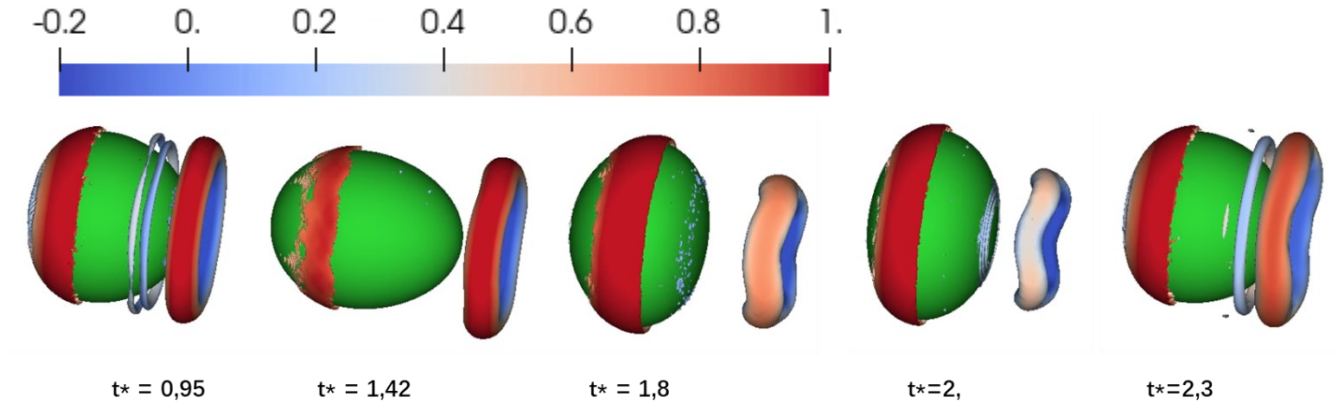 -0.2 0. 0.2 0.4 0.6 0.8 1.
t* = 0,95 t* = 1,42 t* = 1,8 t*=2, t*=2,3